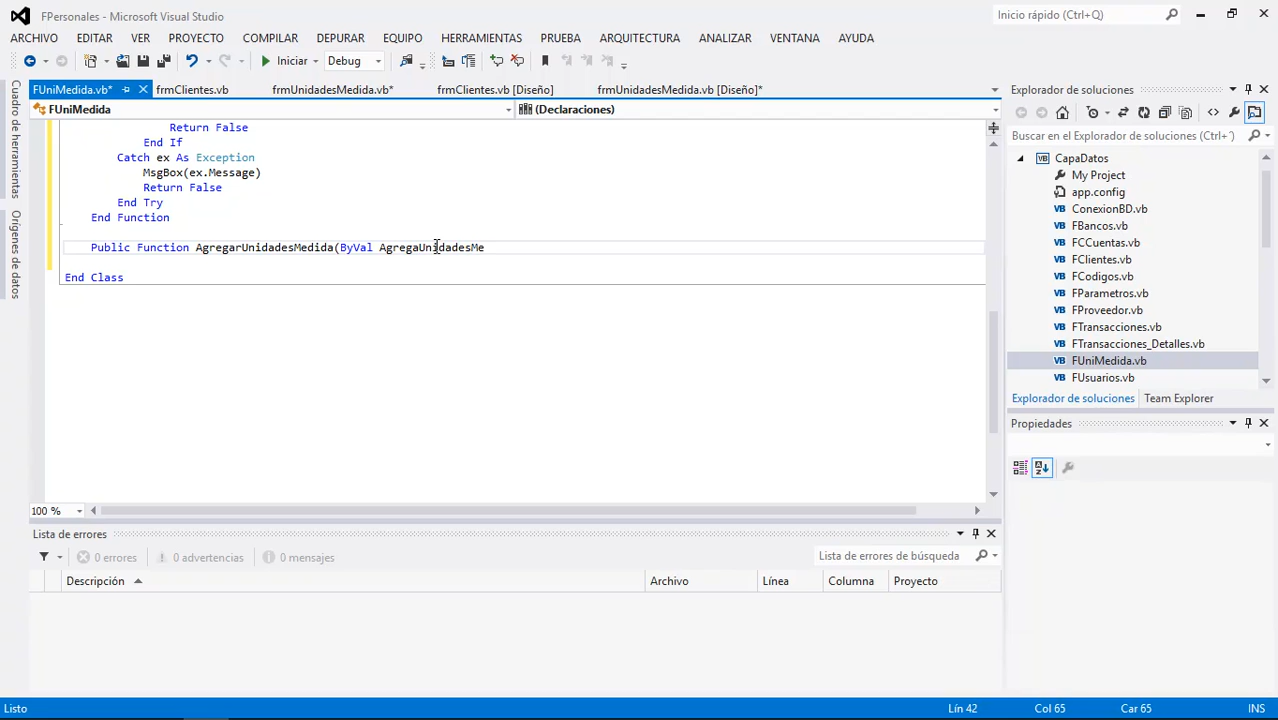 FPersonales - Microsoft Visual Studio
Inicio rápido (Ctrl+Q)
ARCHIVO EDITAR VER PROYECTO COMPILAR DEPURAR EQUIPO HERRAMIENTAS PRUEBA ARQUITECTURA ANALIZAR VENTANA AYUDA
Iniciar Debug
Cuadro de herramientas
Orígenes de datos
FUniMedida.vb* frmClientes.vb frmUnidadesMedida.vb* frmClientes.vb [Diseño] frmUnidadesMedida.vb [Diseño]*
FUniMedida (Declaraciones)
Return False
End If
Catch ex As Exception
MsgBox(ex.Message)
Return False
End Try
End Function
Public Function AgregarUnidadesMedida(ByVal AgregaUnidadesMe
End Class
100 %
Lista de errores
0 errores 0 advertencias 0 mensajes
Lista de errores de búsqueda
Descripción Archivo Línea Columna Proyecto
Explorador de soluciones
Buscar en el Explorador de soluciones (Ctrl+´)
CapaDatos
My Project
app.config
ConexionBD.vb
FBancos.vb
FCCuentas.vb
FClientes.vb
FCodigos.vb
FParametros.vb
FProveedor.vb
FTransacciones.vb
FTransacciones_Detalles.vb
FUniMedida.vb
FUsuarios.vb
Explorador de soluciones Team Explorer
Propiedades
Listo Lín 42 Col 65 Car 65 INS